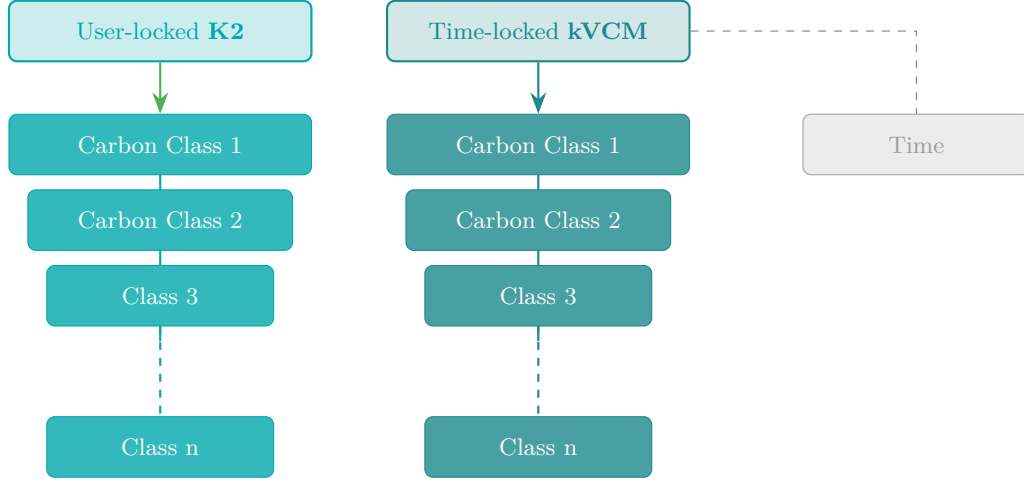 User-locked K2
Time-locked kVCM
Carbon Class 1
Carbon Class 1
Time
Carbon Class 2
Carbon Class 2
Class 3
Class 3
Class n
Class n